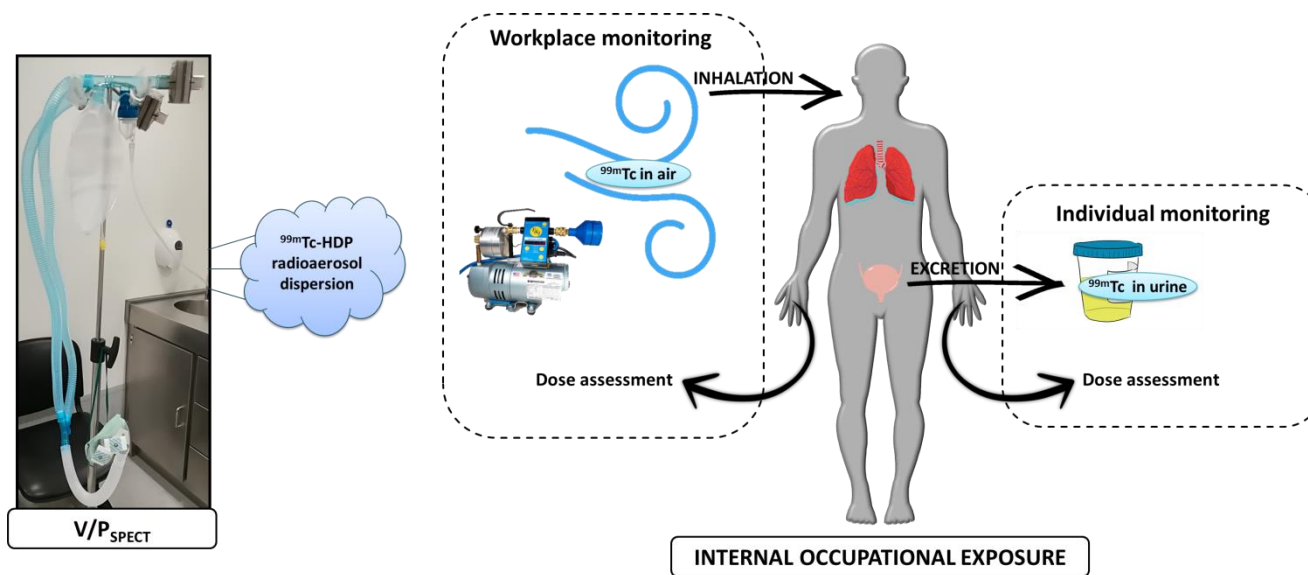 V/PSPECT
99mTc-HDP
radioaerosol
dispersion
Workplace monitoring
INHALATION
99mTc in air
Dose assessment
EXCRETION
Individual monitoring
99mTc in urine
Dose assessment
INTERNAL OCCUPATIONAL EXPOSURE